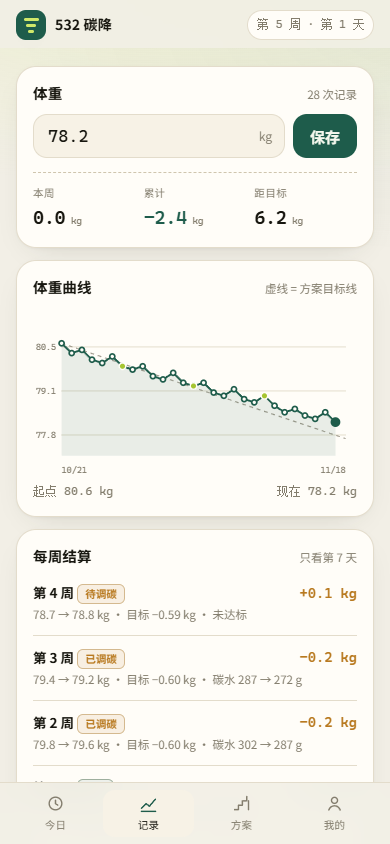 532 碳降
第 5 周 · 第 1 天
体重
28 次记录
78.2 kg
保存
本周
累计
距目标
0.0 kg
−2.4 kg
6.2 kg
体重曲线
虚线 = 方案目标线
80.5
79.1
77.8
10/21
11/18
起点 80.6 kg
现在 78.2 kg
每周结算
只看第 7 天
第 4 周 待调碳
+0.1 kg
78.7 → 78.8 kg · 目标 −0.59 kg · 未达标
第 3 周 已调碳
−0.2 kg
79.4 → 79.2 kg · 目标 −0.60 kg · 碳水 287 → 272 g
第 2 周 已调碳
−0.2 kg
79.8 → 79.6 kg · 目标 −0.60 kg · 碳水 302 → 287 g
今日
记录
方案
我的